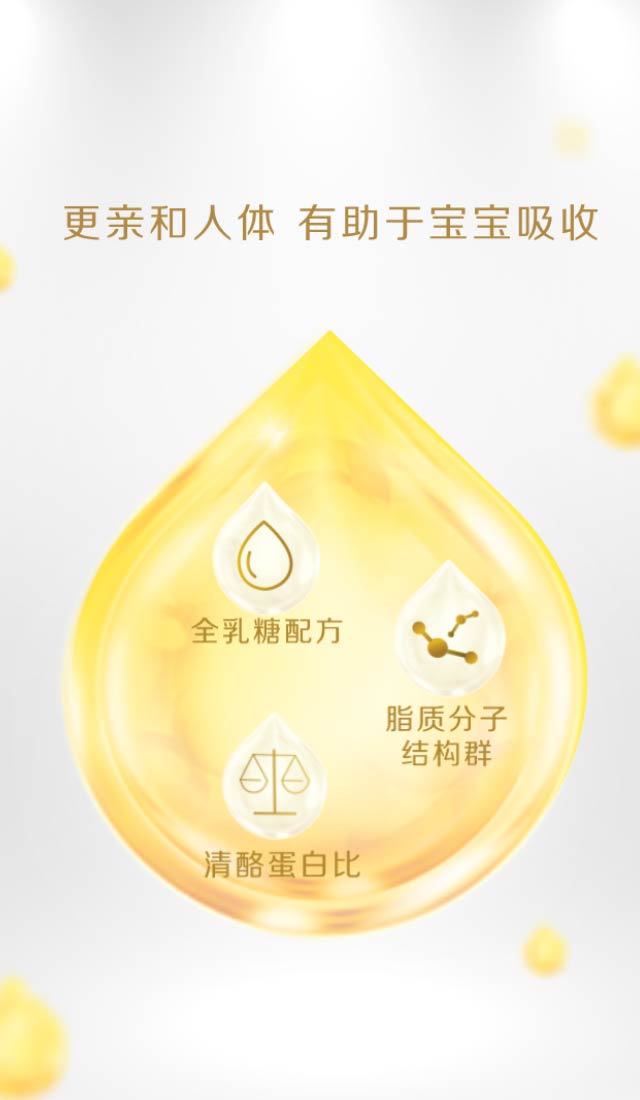 更亲和人体 有助于宝宝吸收
全乳糖配方
脂质分子
结构群
清酪蛋白比